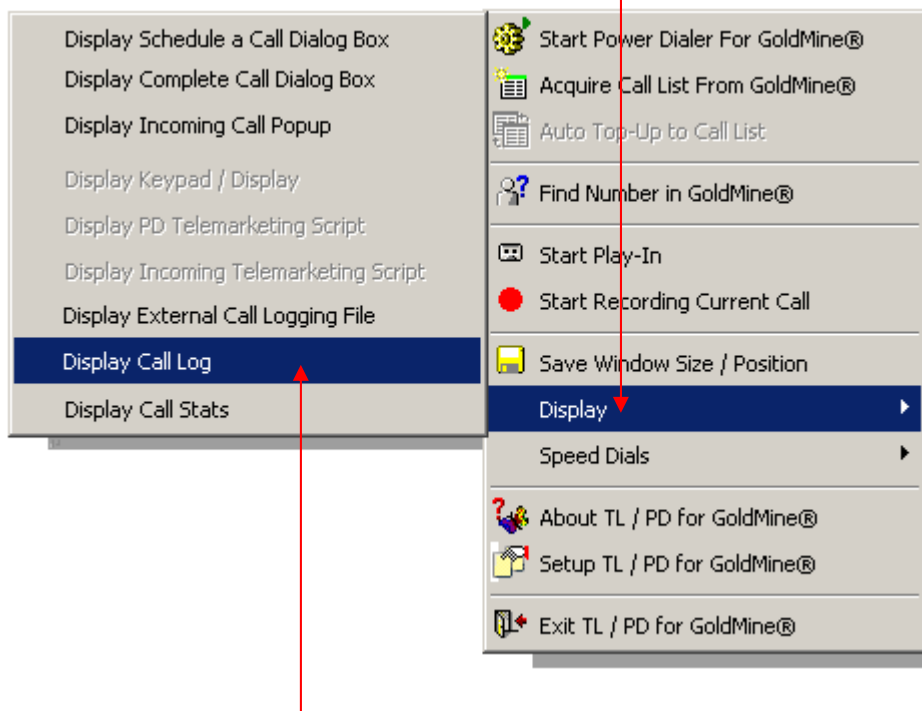 Display Schedule a Call Dialog Box
Display Complete Call Dialog Box
Display Incoming Call Popup
Display Keypad / Display
Display PD Telemarketing Script
Display Incoming Telemarketing Script
Display External Call Logging File
Display Call Log
Display Call Stats
Start Power Dialer For GoldMine®
Acquire Call List From GoldMine®
Auto Top-Up to Call List
Find Number in GoldMine®
Start Play-In
Start Recording Current Call
Save Window Size / Position
Display
Speed Dials
About TL / PD for GoldMine®
Setup TL / PD for GoldMine®
Exit TL / PD for GoldMine®